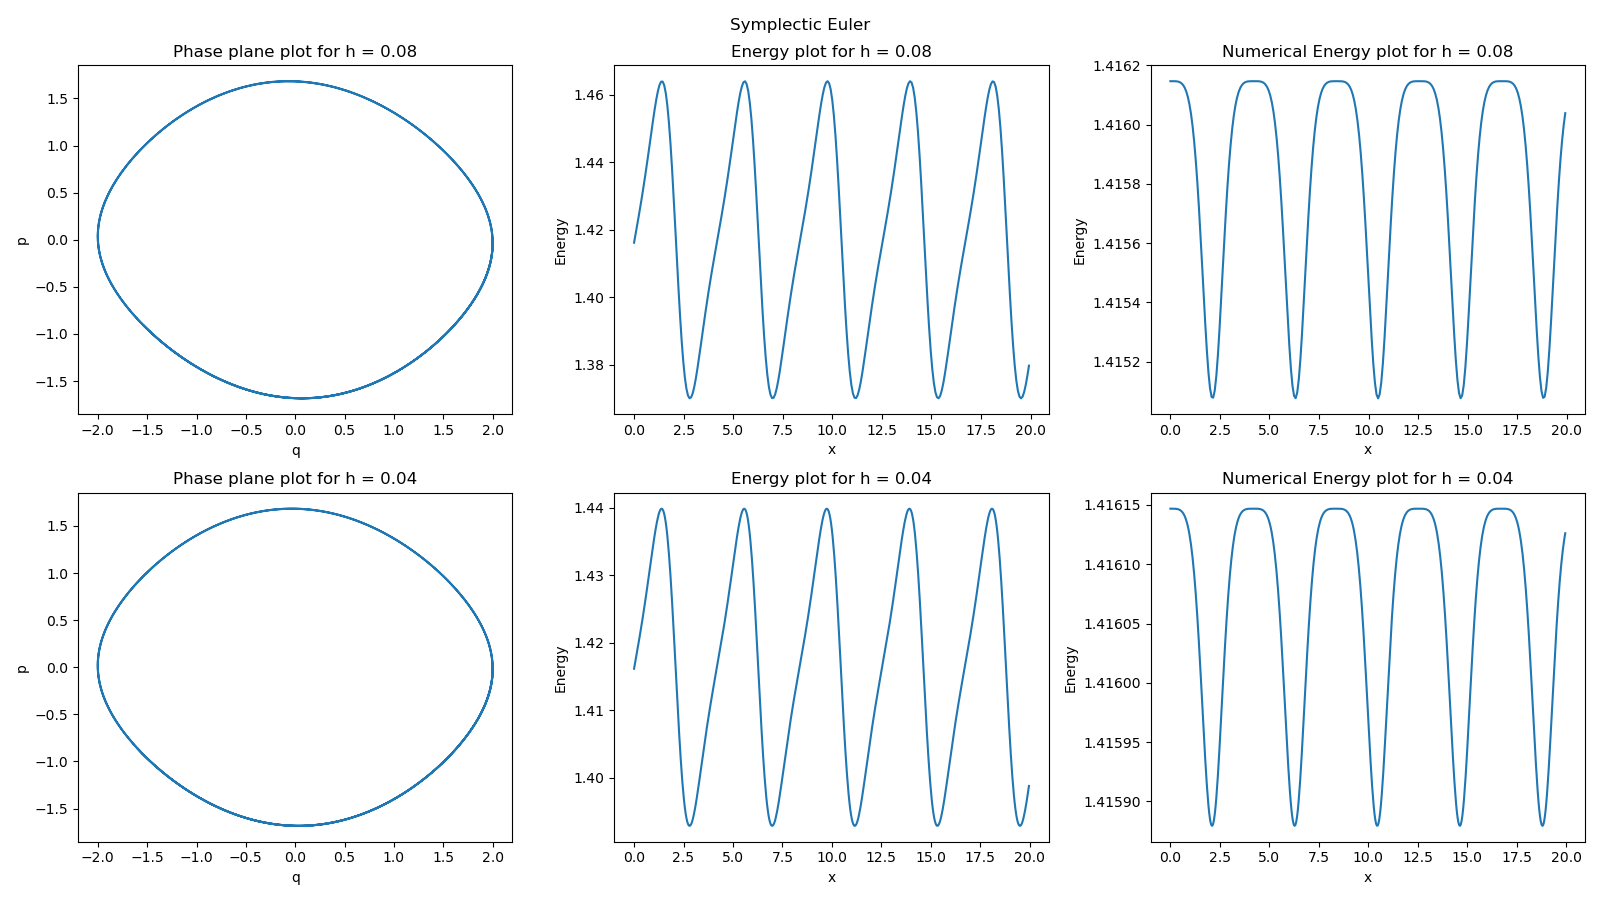 Symplectic Euler
Phase plane plot for h = 0.08
1.5
1.0
0.5
0.0
−0.5
−1.0
−1.5
p
−2.0 −1.5 −1.0 −0.5 0.0 0.5 1.0 1.5 2.0
q
Energy plot for h = 0.08
1.46
1.44
1.42
1.40
1.38
Energy
0.0 2.5 5.0 7.5 10.0 12.5 15.0 17.5 20.0
x
Numerical Energy plot for h = 0.08
1.4162
1.4160
1.4158
1.4156
1.4154
1.4152
Energy
0.0 2.5 5.0 7.5 10.0 12.5 15.0 17.5 20.0
x
Phase plane plot for h = 0.04
1.5
1.0
0.5
0.0
−0.5
−1.0
−1.5
p
−2.0 −1.5 −1.0 −0.5 0.0 0.5 1.0 1.5 2.0
q
Energy plot for h = 0.04
1.44
1.43
1.42
1.41
1.40
Energy
0.0 2.5 5.0 7.5 10.0 12.5 15.0 17.5 20.0
x
Numerical Energy plot for h = 0.04
1.41615
1.41610
1.41605
1.41600
1.41595
1.41590
Energy
0.0 2.5 5.0 7.5 10.0 12.5 15.0 17.5 20.0
x